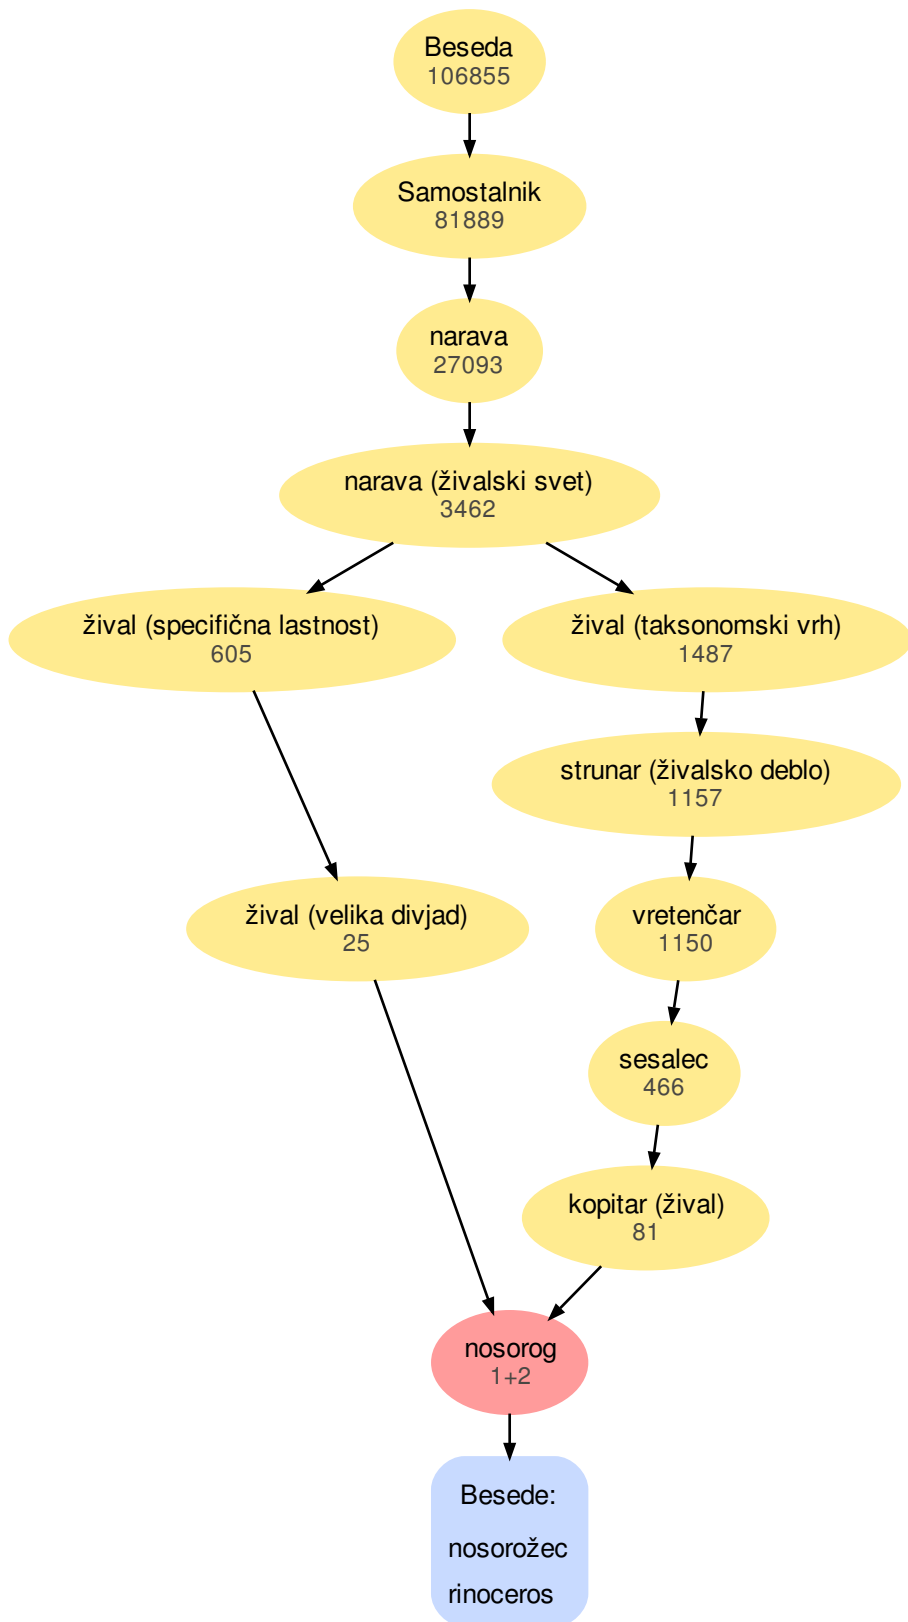 Beseda
106855
Samostalnik
81889
narava
27093
narava (živalski svet)
3462
žival (specifična lastnost)
605
žival (taksonomski vrh)
1487
strunar (živalsko deblo)
1157
žival (velika divjad)
25
vretenčar
1150
sesalec
466
kopitar (žival)
81
nosorog
1+2
Besede:
nosorožec
rinoceros